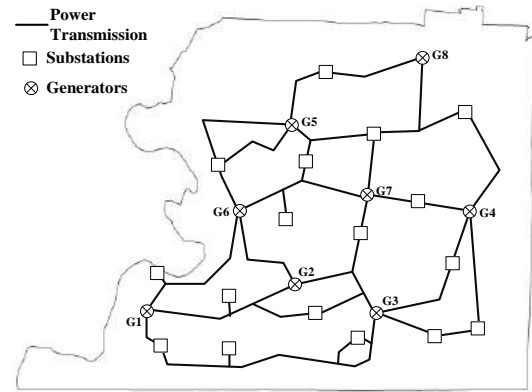 Power
Transmission
Substations
Generators
G8
G5
G7
G6
G4
G2
G1
G3